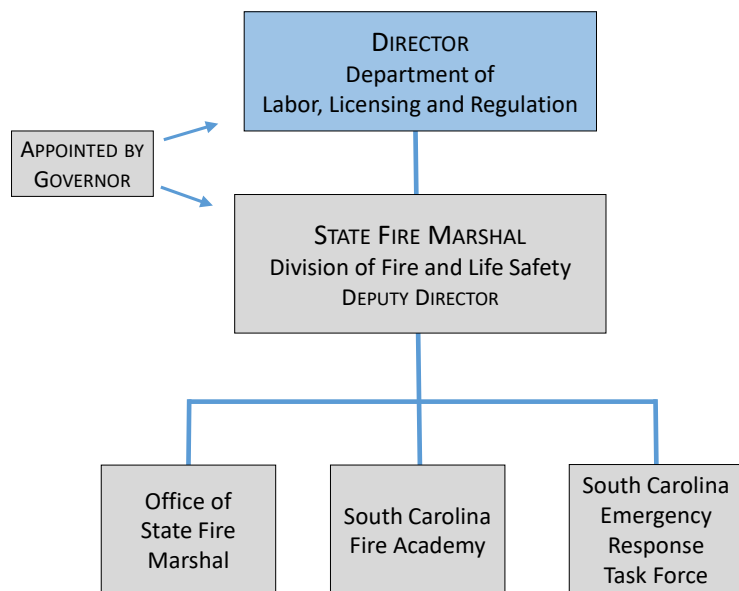 DIRECTOR
Department of
Labor, Licensing and Regulation
APPOINTED BY
GOVERNOR
STATE FIRE MARSHAL
Division of Fire and Life Safety
DEPUTY DIRECTOR
Office of
State Fire
Marshal
South Carolina
Fire Academy
South Carolina
Emergency
Response
Task Force